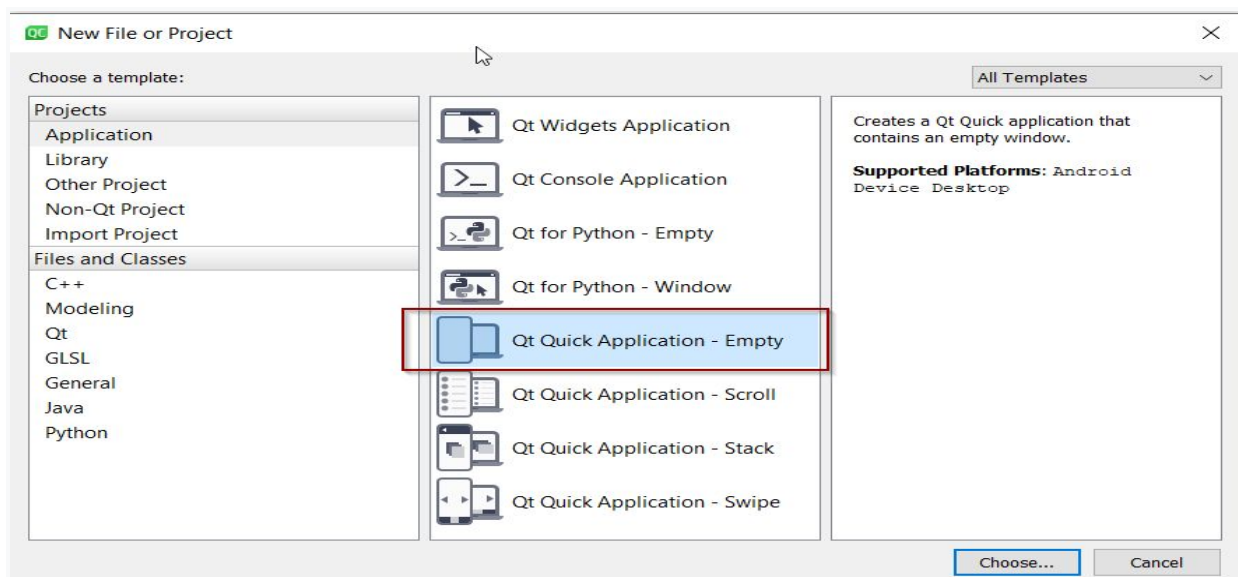 QC New File or Project
Choose a template:
All Templates
Projects
Application
Library
Other Project
Non-Qt Project
Import Project
Files and Classes
C++
Modeling
Qt
GLSL
General
Java
Python
Qt Widgets Application
Qt Console Application
Qt for Python - Empty
Qt for Python - Window
Qt Quick Application - Empty
Qt Quick Application - Scroll
Qt Quick Application - Stack
Qt Quick Application - Swipe
Creates a Qt Quick application that
contains an empty window.
Supported Platforms: Android
Device Desktop
Choose...
Cancel